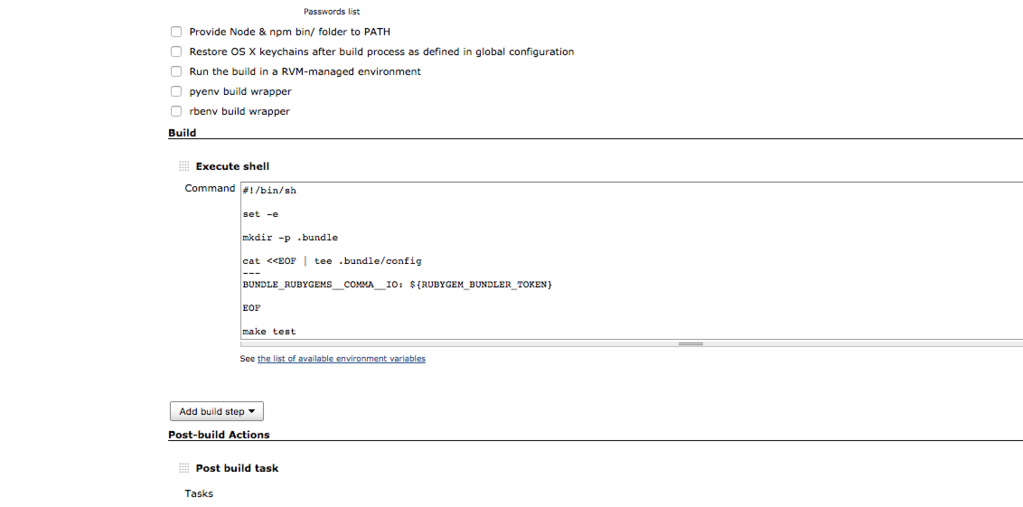 Passwords list
Provide Node & npm bin/ folder to PATH
Restore OS X keychains after build process as defined in global configuration
Run the build in a RVM-managed environment
pyenv build wrapper
rbenv build wrapper
Build
Execute shell
Command
#!/bin/sh
set -e
mkdir -p .bundle
cat <<EOF | tee .bundle/config
---
BUNDLE_RUBYGEMS__COMMA__IO: ${RUBYGEM_BUNDLER_TOKEN}
EOF
make test
See the list of available environment variables
Add build step
Post-build Actions
Post build task
Tasks